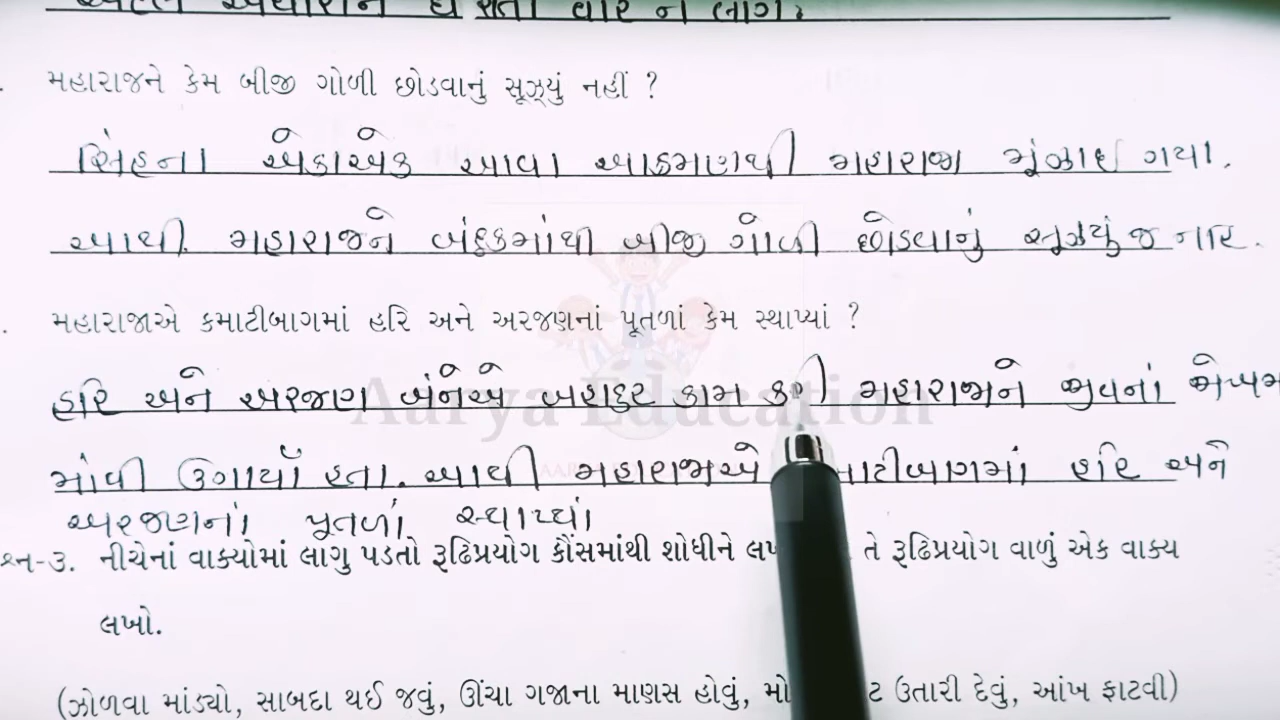 મહારાજને કેમ બીજી ગોળી છોડવાનું સૂઝ્યું નહીં ?
સિંહના એકાએક આવા આક્રમણથી મહારાજા મૂંઝાઈ ગયા.
આથી. મહારાજને બંદુકમાંથી બીજી ગોળી છોડવાનું સૂઝ્યું જ નહિ.
મહારાજાએ કમાટીબાગમાં હરિ અને અરજણનાં પૂતળાં કેમ સ્થાપ્યાં ?
હરિ અને અરજણ બંનેએ બહાદુર કામ કરી મહારાજાને જીવનાં જોખમ
માંથી ઉગાર્યા હતા. આથી મહારાજાએ માટીબાગમાં હરિ અને
અરજણનાં પૂતળાં સ્થાપ્યાં
Aarya Education
શ્ન-૩. નીચેનાં વાક્યોમાં લાગુ પડતો રૂઢિપ્રયોગ કૌંસમાંથી શોધીને લખ તે રૂઢિપ્રયોગ વાળું એક વાક્ય
લખો.
(ઝોળવા માંડ્યો, સાબદા થઈ જવું, ઊંચા ગજાના માણસ હોવું, મો ટ ઉતારી દેવું, આંખ ફાટવી)